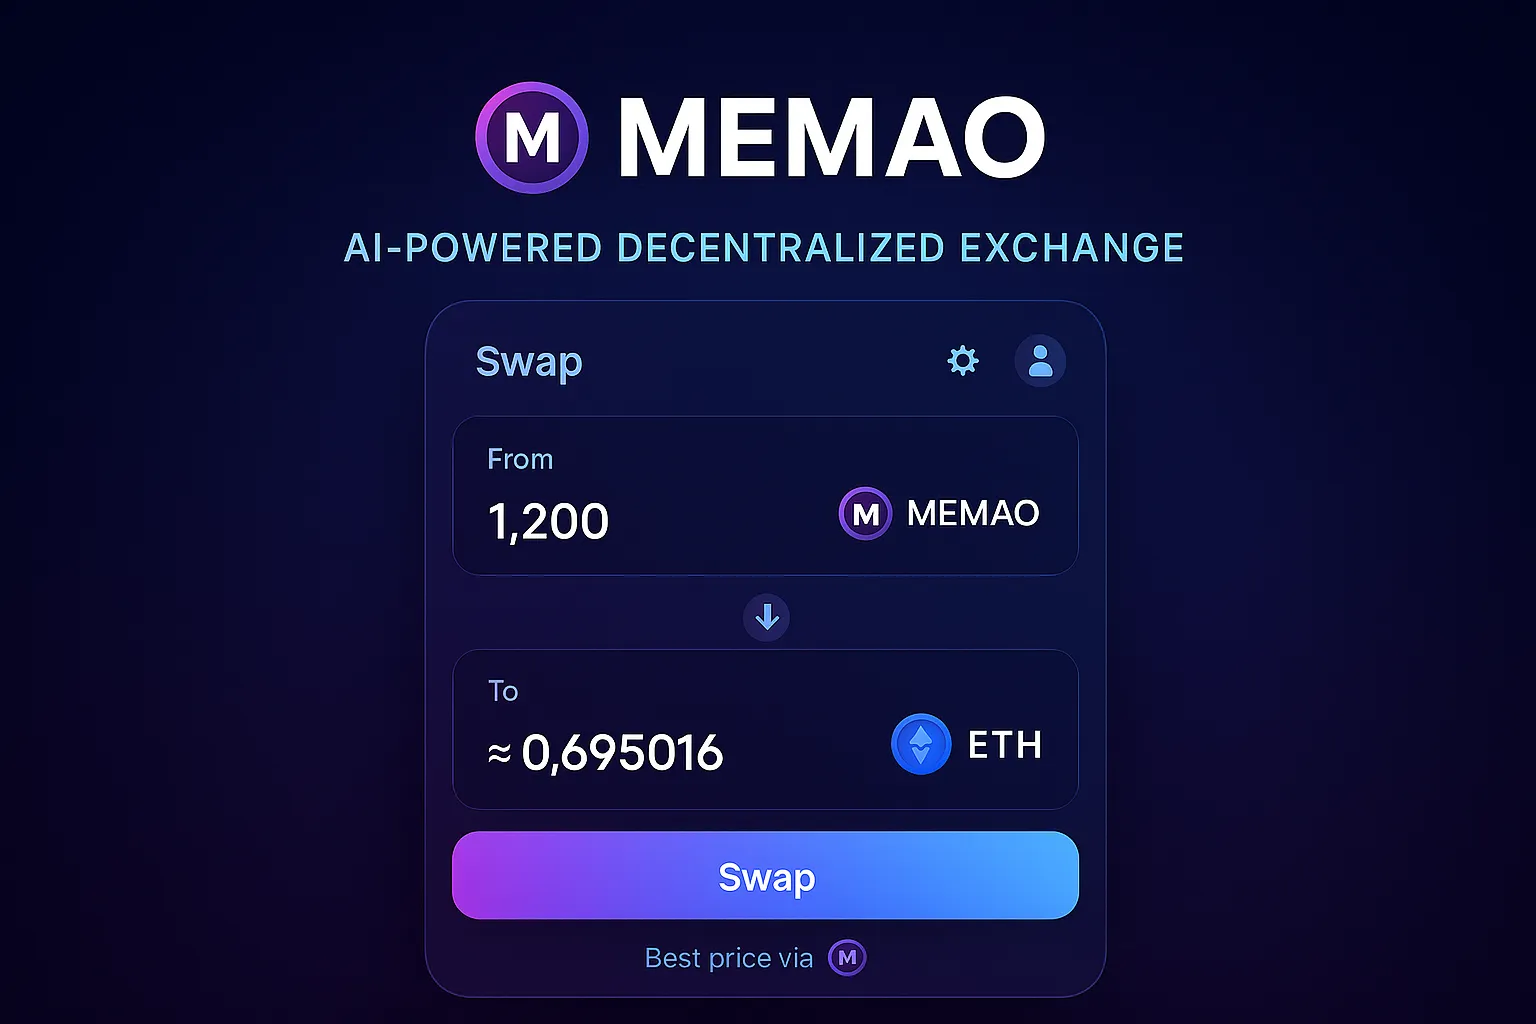 M MEMAO
AI-POWERED DECENTRALIZED EXCHANGE
Swap
From
1,200
M MEMAO
To
≈ 0,695016
ETH
Swap
Best price via M